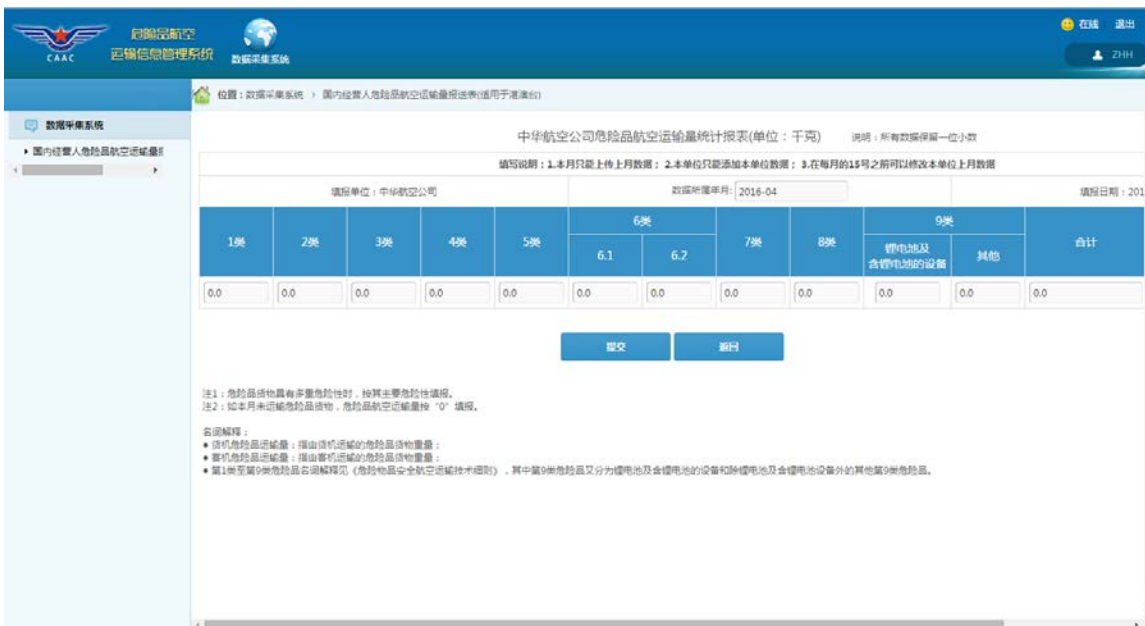 危险品航空
运输信息管理系统
CAAC
数据采集系统
在线 退出
ZHH
位置：数据采集系统 › 国内经营人危险品航空运输量报送表(适用于港澳台)
数据采集系统
国内经营人危险品航空运输量报
中华航空公司危险品航空运输量统计报表(单位：千克) 说明：所有数据保留一位小数
填写说明：1.本月只能上传上月数据； 2.本单位只能添加本单位数据； 3.在每月的15号之前可以修改本单位上月数据
填报单位：中华航空公司 数据所属年月: 2016-04 填报日期：201
1类 2类 3类 4类 5类 6类 7类 8类 9类 合计
6.1 6.2 锂电池及 其他
含锂电池的设备
0.0 0.0 0.0 0.0 0.0 0.0 0.0 0.0 0.0 0.0 0.0 0.0
提交 返回
注1：危险品货物具有多重危险性时，按其主要危险性填报。
注2：如本月未运输危险品货物，危险品航空运输量按“0”填报。
名词解释：
● 货机危险品运输量：指由货机运输的危险品货物重量；
● 客机危险品运输量：指由客机运输的危险品货物重量；
● 第1类至第9类危险品名词解释见《危险物品安全航空运输技术细则》，其中第9类危险品又分为锂电池及含锂电池的设备和除锂电池及含锂电池设备外的其他第9类危险品。